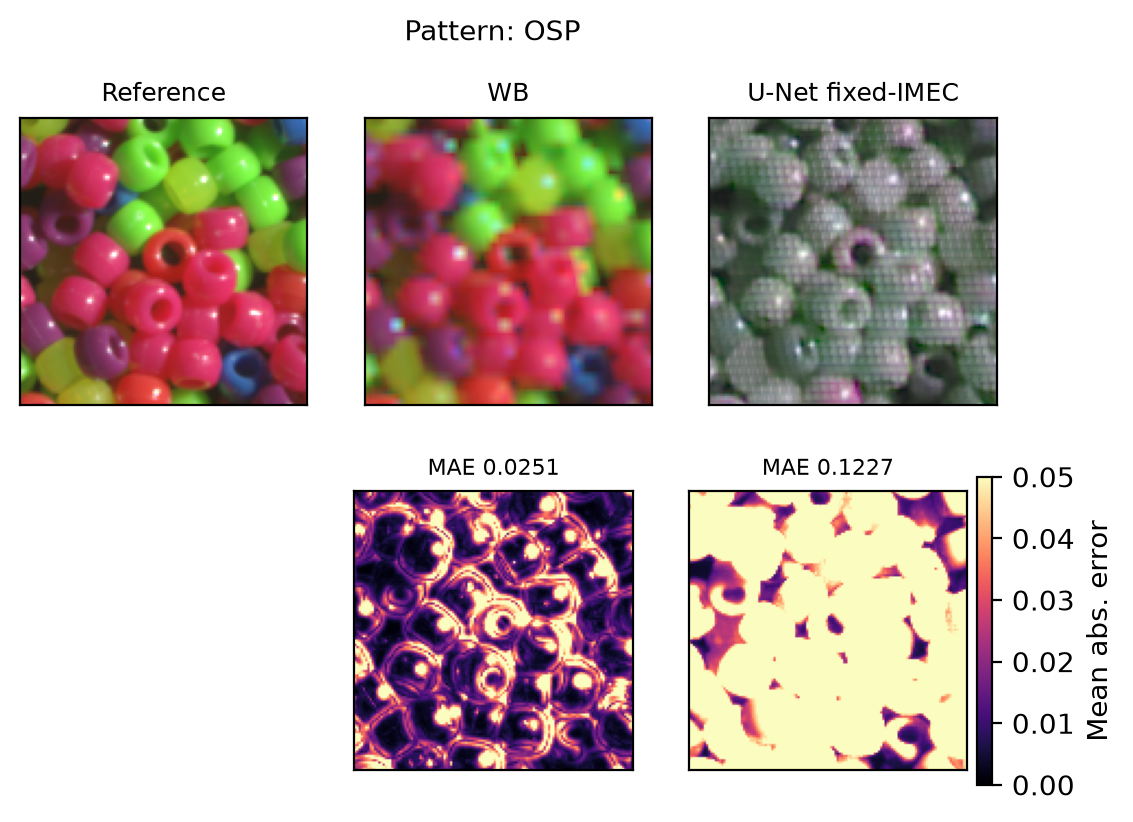 Pattern: OSP
Reference
WB
U-Net fixed-IMEC
MAE 0.0251
MAE 0.1227
0.05
0.04
0.03
0.02
0.01
0.00
Mean abs. error